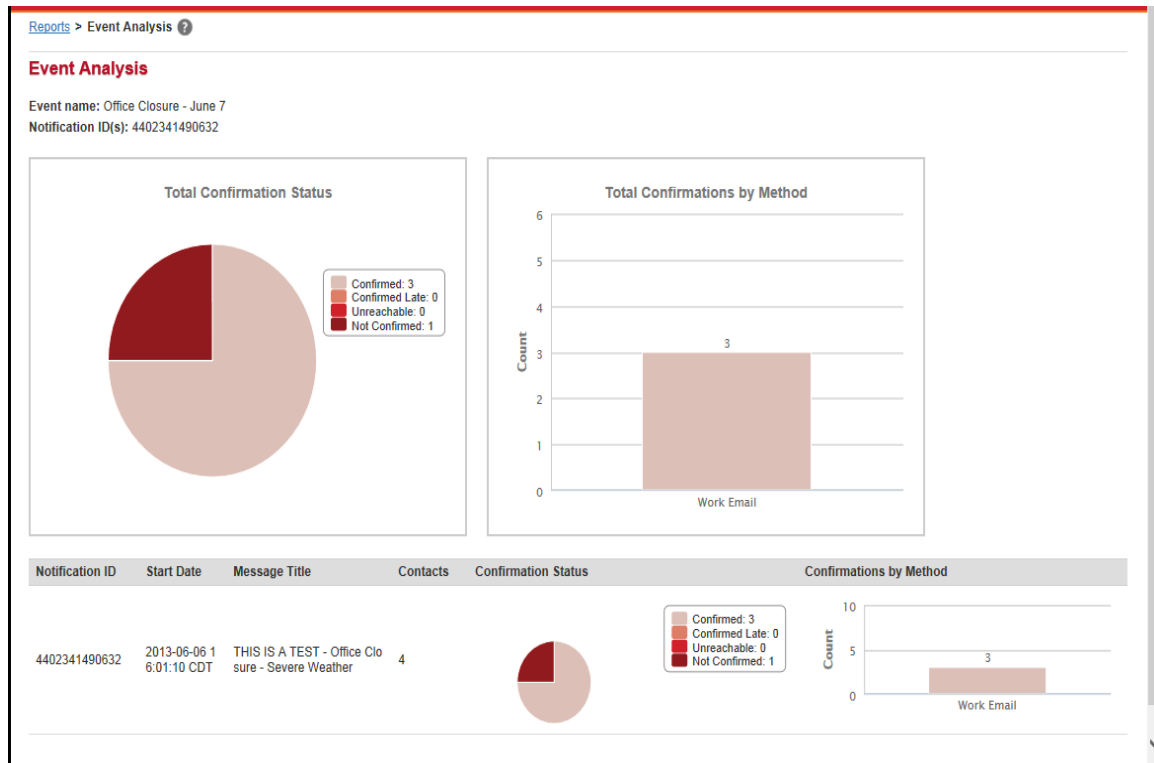 Reports > Event Analysis ?
Event Analysis
Event name: Office Closure - June 7
Notification ID(s): 4402341490632
Total Confirmation Status
Confirmed: 3
Confirmed Late: 0
Unreachable: 0
Not Confirmed: 1
Total Confirmations by Method
6
5
4
3
2
1
0
Count
3
Work Email
Notification ID Start Date Message Title Contacts Confirmation Status Confirmations by Method
4402341490632
2013-06-06 1
6:01:10 CDT
THIS IS A TEST - Office Clo
sure - Severe Weather
4
Confirmed: 3
Confirmed Late: 0
Unreachable: 0
Not Confirmed: 1
10
5
0
Count
3
Work Email